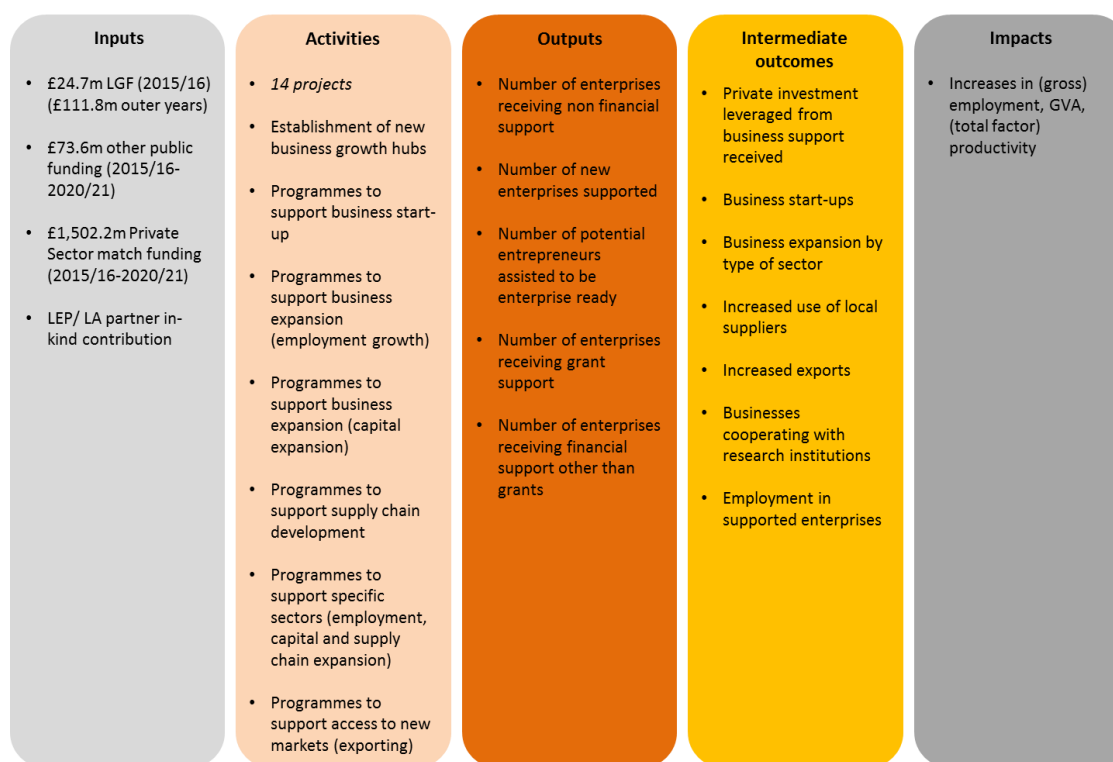 Inputs
• £24.7m LGF (2015/16)
(£111.8m outer years)
• £73.6m other public
funding (2015/16-
2020/21)
• £1,502.2m Private
Sector match funding
(2015/16-2020/21)
• LEP/ LA partner in-
kind contribution
Activities
• 14 projects
• Establishment of new
business growth hubs
• Programmes to
support business start-
up
• Programmes to
support business
expansion
(employment growth)
• Programmes to
support business
expansion (capital
expansion)
• Programmes to
support supply chain
development
• Programmes to
support specific
sectors (employment,
capital and supply
chain expansion)
• Programmes to
support access to new
markets (exporting)
Outputs
• Number of enterprises
receiving non financial
support
• Number of new
enterprises supported
• Number of potential
entrepreneurs
assisted to be
enterprise ready
• Number of enterprises
receiving grant
support
• Number of enterprises
receiving financial
support other than
grants
Intermediate
outcomes
• Private investment
leveraged from
business support
received
• Business start-ups
• Business expansion by
type of sector
• Increased use of local
suppliers
• Increased exports
• Businesses
cooperating with
research institutions
• Employment in
supported enterprises
Impacts
• Increases in (gross)
employment, GVA,
(total factor)
productivity